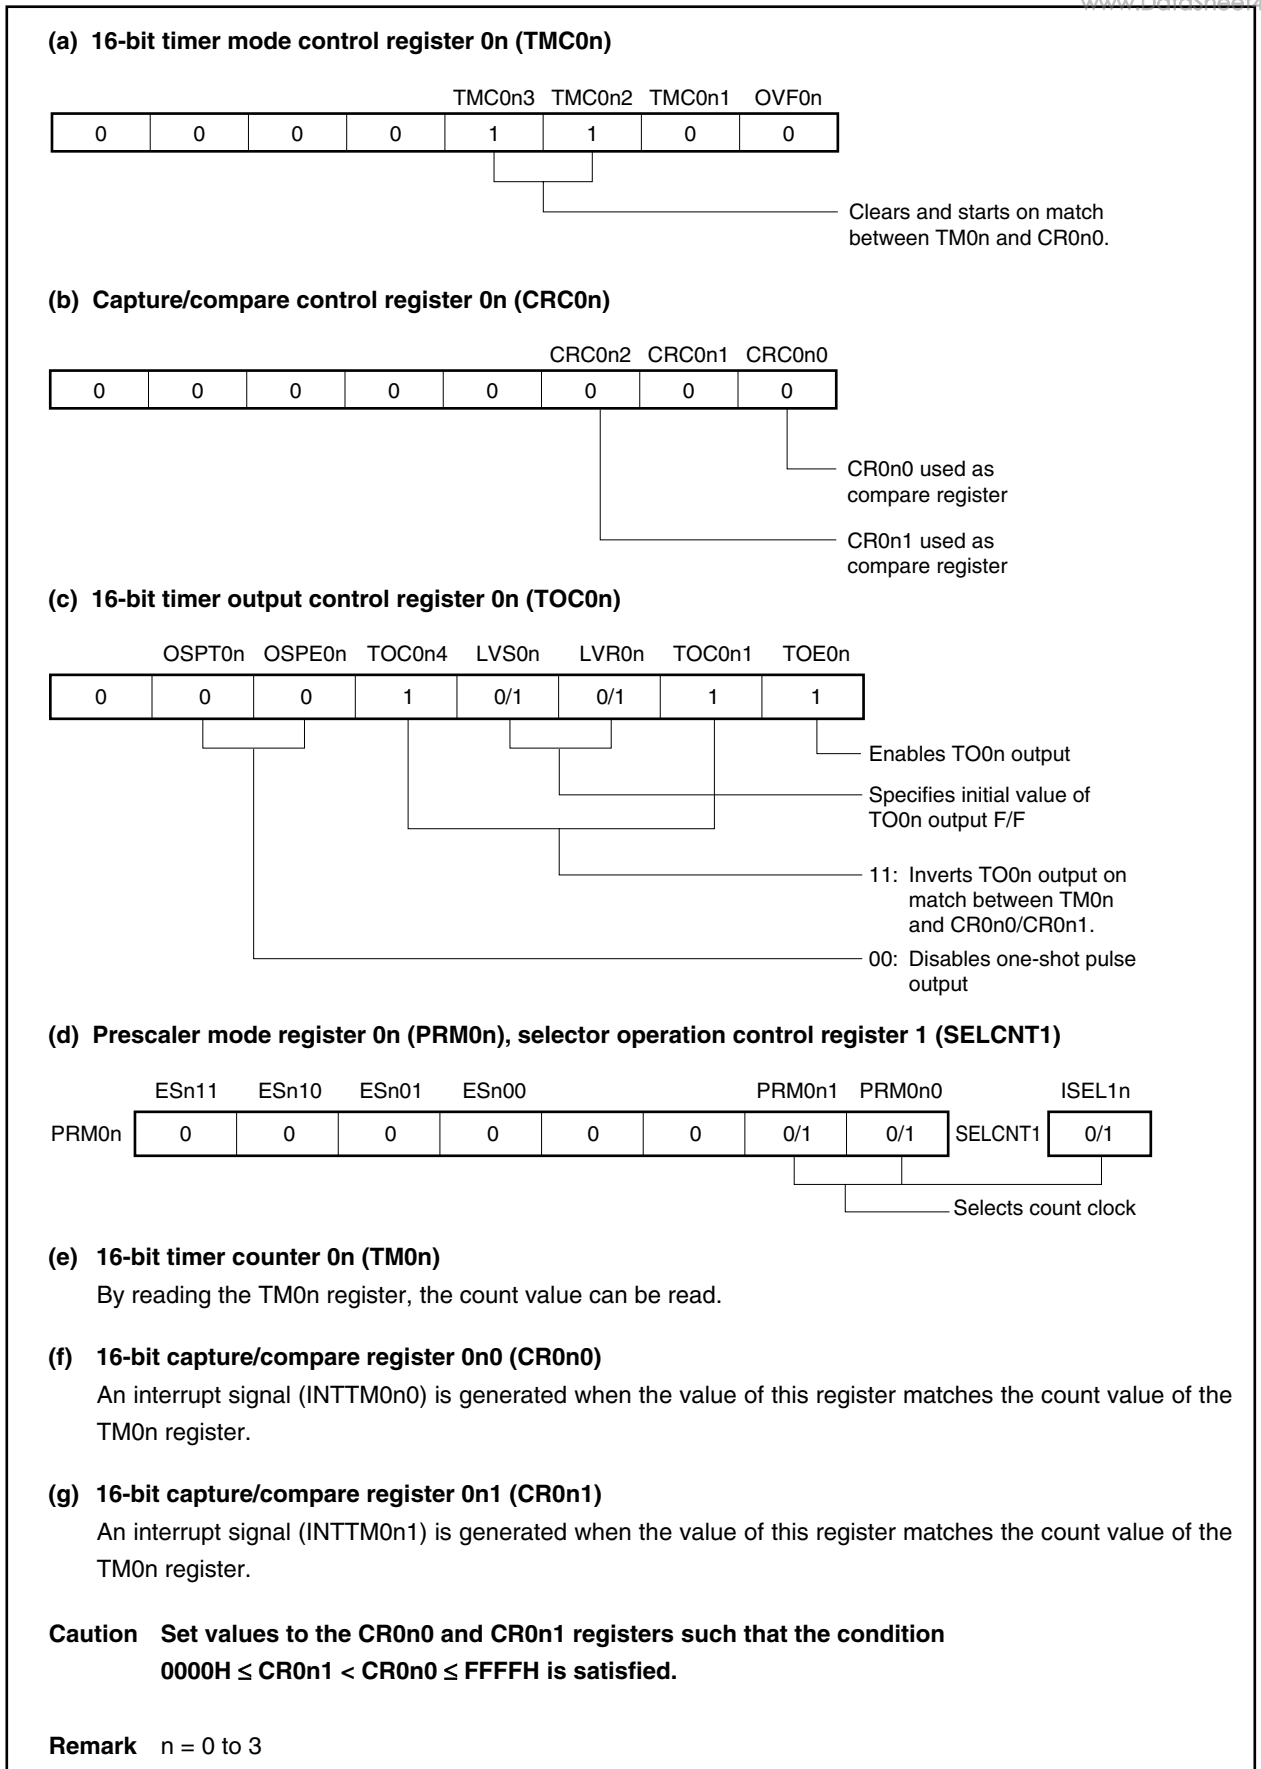 www.DataSheet4
(a) 16-bit timer mode control register 0n (TMC0n)
TMC0n3 TMC0n2 TMC0n1 OVF0n
0 0 0 0 1 1 0 0
Clears and starts on match
between TM0n and CR0n0.
(b) Capture/compare control register 0n (CRC0n)
CRC0n2 CRC0n1 CRC0n0
0 0 0 0 0 0 0 0
CR0n0 used as
compare register
CR0n1 used as
compare register
(c) 16-bit timer output control register 0n (TOC0n)
OSPT0n OSPE0n TOC0n4 LVS0n LVR0n TOC0n1 TOE0n
0 0 0 1 0/1 0/1 1 1
Enables TO0n output
Specifies initial value of
TO0n output F/F
11: Inverts TO0n output on
match between TM0n
and CR0n0/CR0n1.
00: Disables one-shot pulse
output
(d) Prescaler mode register 0n (PRM0n), selector operation control register 1 (SELCNT1)
ESn11 ESn10 ESn01 ESn00 PRM0n1 PRM0n0 ISEL1n
PRM0n 0 0 0 0 0 0 0/1 0/1 SELCNT1 0/1
Selects count clock
(e) 16-bit timer counter 0n (TM0n)
By reading the TM0n register, the count value can be read.
(f) 16-bit capture/compare register 0n0 (CR0n0)
An interrupt signal (INTTM0n0) is generated when the value of this register matches the count value of the
TM0n register.
(g) 16-bit capture/compare register 0n1 (CR0n1)
An interrupt signal (INTTM0n1) is generated when the value of this register matches the count value of the
TM0n register.
Caution Set values to the CR0n0 and CR0n1 registers such that the condition
0000H ≤ CR0n1 < CR0n0 ≤ FFFFH is satisfied.
Remark n = 0 to 3